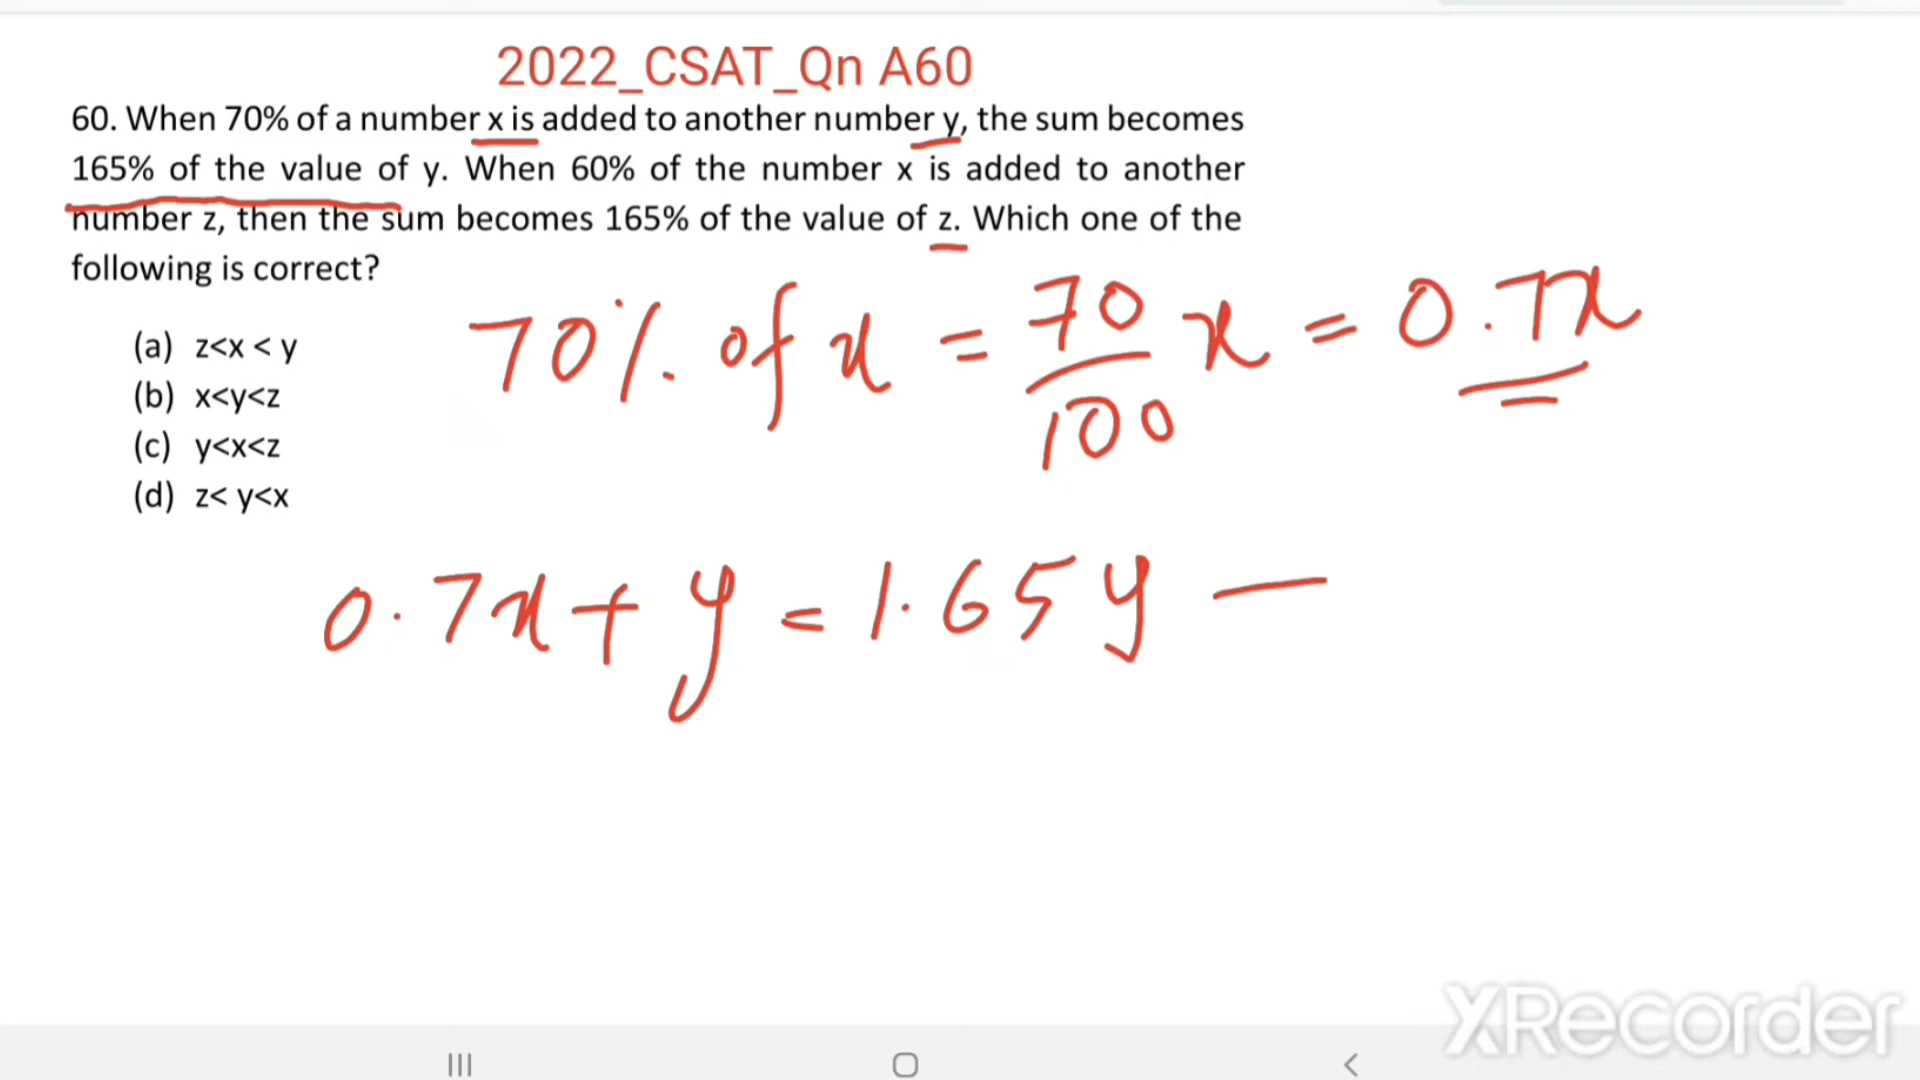 2022_CSAT_Qn A60
60. When 70% of a number x is added to another number y, the sum becomes
165% of the value of y. When 60% of the number x is added to another
number z, then the sum becomes 165% of the value of z. Which one of the
following is correct?
(a) z<x < y
(b) x<y<z
(c) y<x<z
(d) z< y<x
70% of x = 70/100 x = 0.7x
0.7x + y = 1.65y —
XRecorder